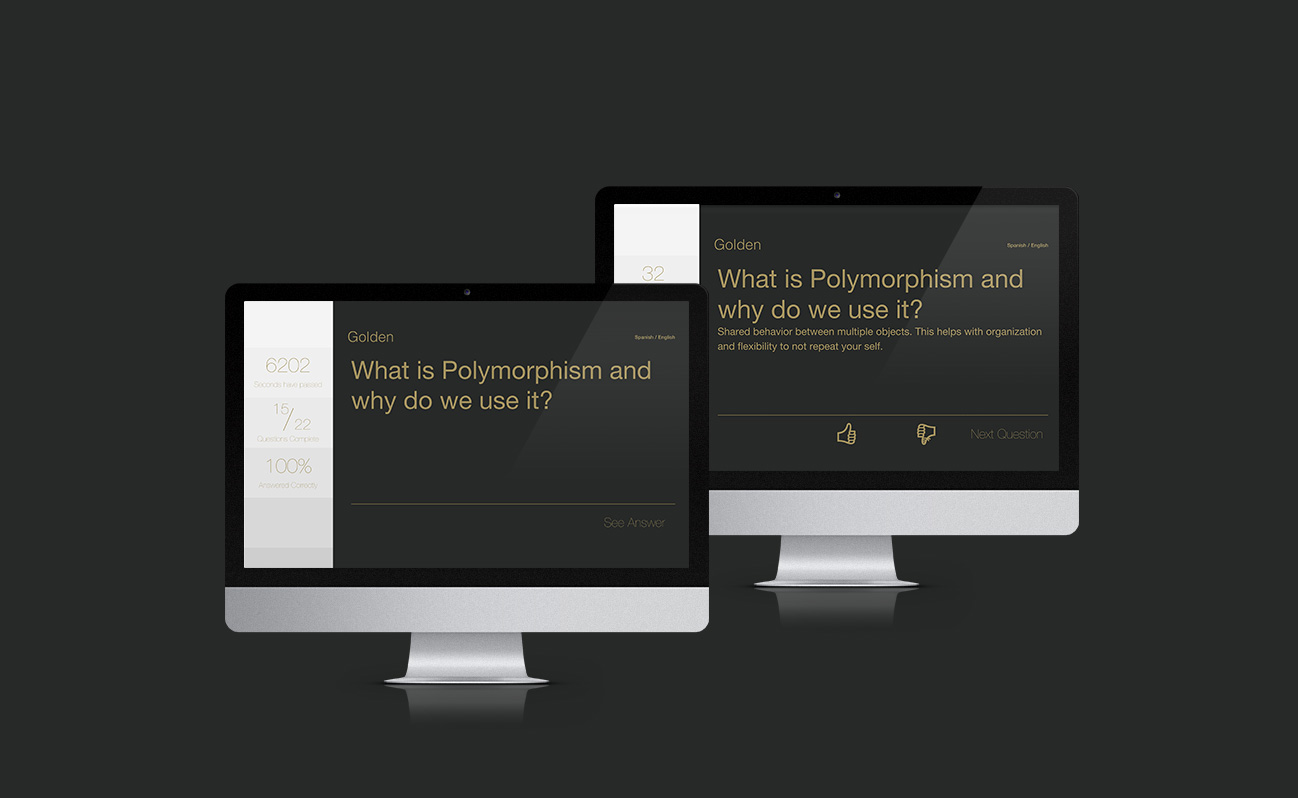 Golden
Spanish / English
What is Polymorphism and
why do we use it?
Shared behavior between multiple objects. This helps with organization
and flexibility to not repeat your self.
Next Question
32
Golden
Spanish / English
What is Polymorphism and
why do we use it?
See Answer
6202
Seconds have passed
15/22
Questions Complete
100%
Answered Correctly